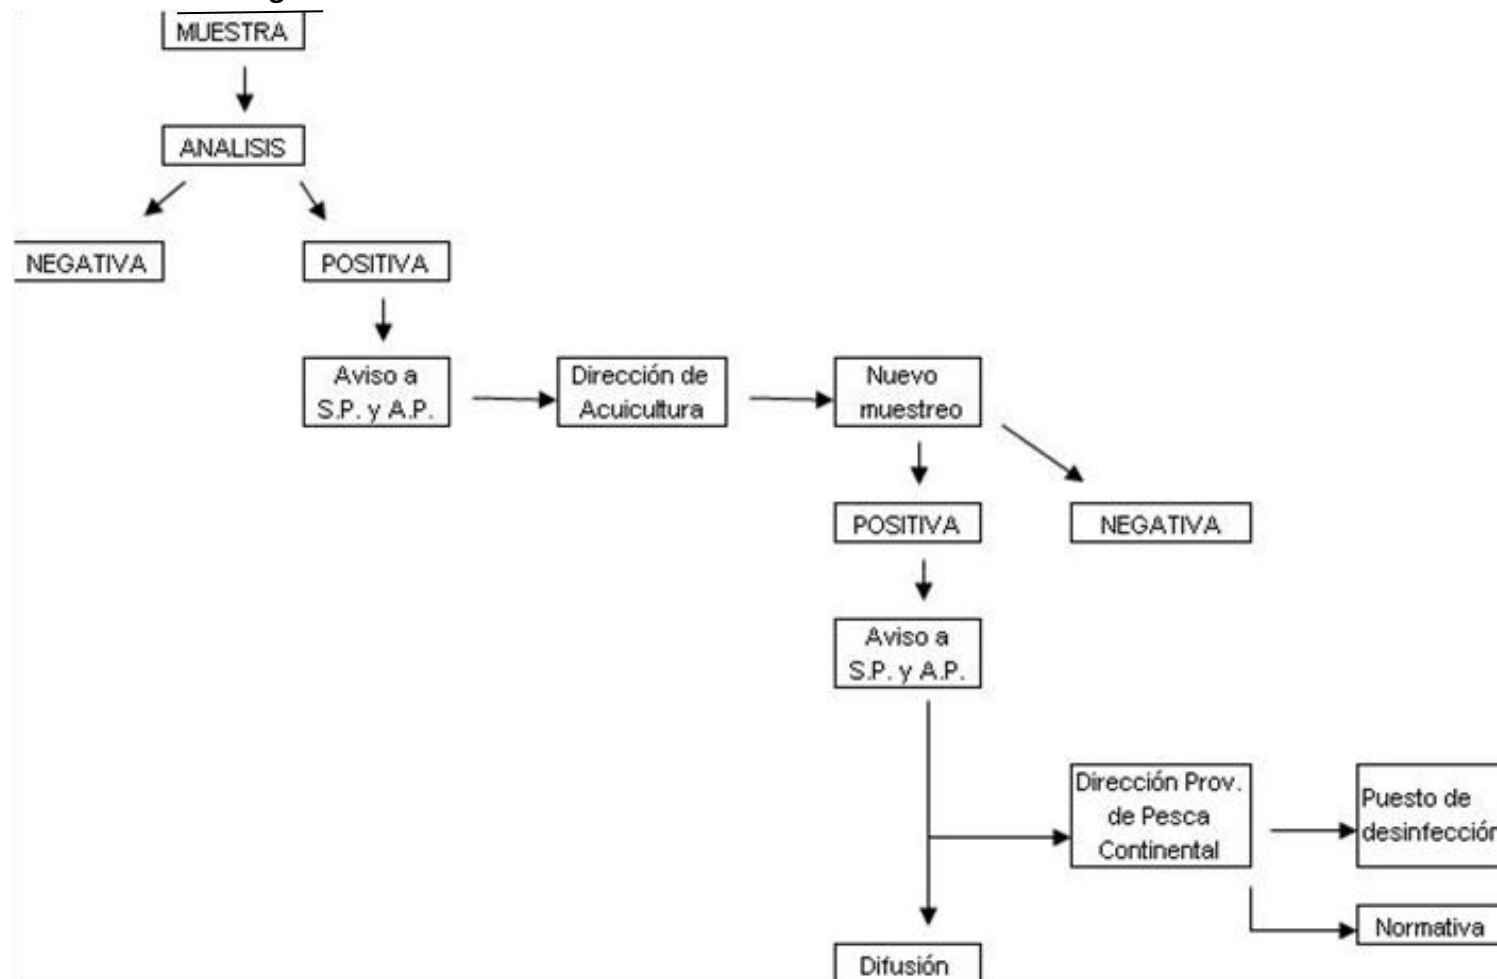 MUESTRA
ANALISIS
NEGATIVA
POSITIVA
Aviso a
S.P. y A.P.
Dirección de
Acuicultura
Nuevo
muestreo
POSITIVA
NEGATIVA
Aviso a
S.P. y A.P.
Dirección Prov.
de Pesca
Continental
Puesto de
desinfección
Normativa
Difusión